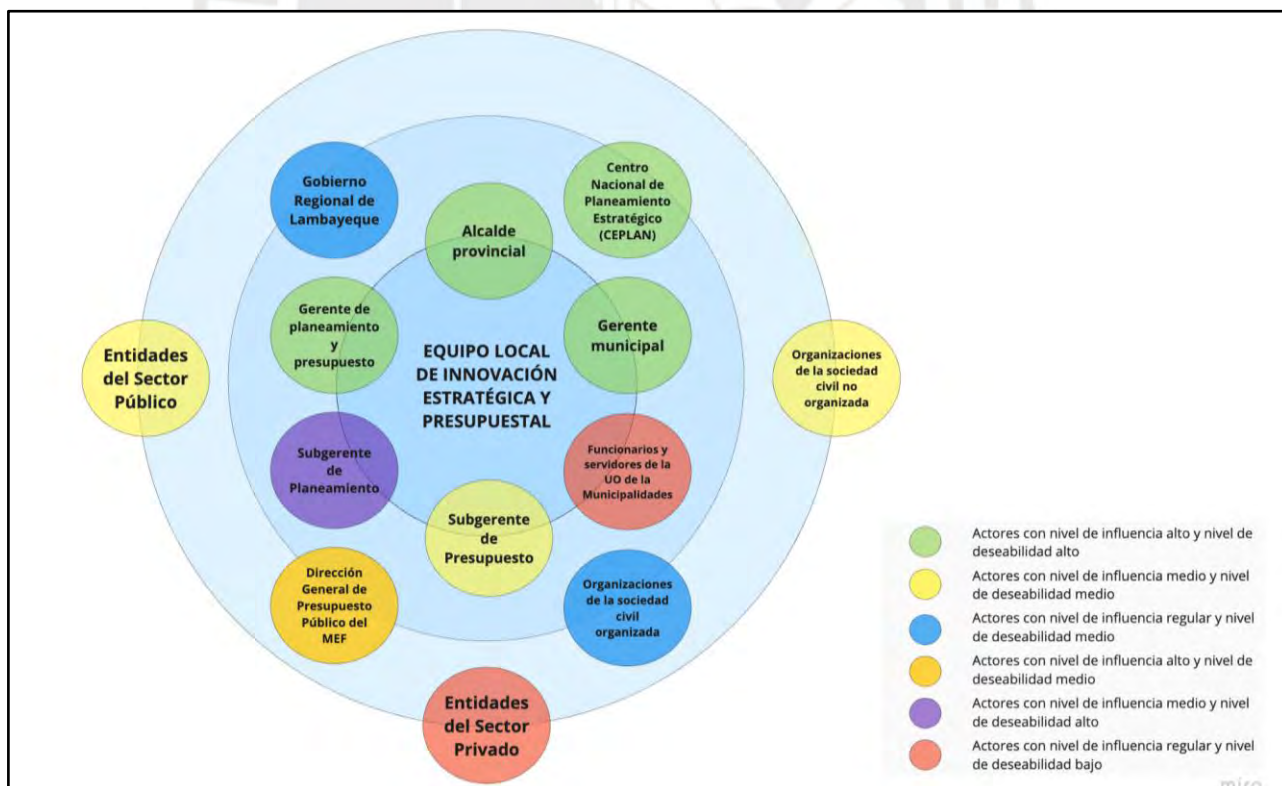 Gobierno
Regional de
Lambayeque
Centro
Nacional de
Planeamiento
Estratégico
(CEPLAN)
Alcalde
provincial
Gerente de
planeamiento
y
presupuesto
Gerente
municipal
EQUIPO LOCAL
DE INNOVACIÓN
ESTRATÉGICA Y
PRESUPUESTAL
Entidades
del Sector
Público
Organizaciones
de la sociedad
civil no
organizada
Subgerente
de
Planeamiento
Funcionarios y
servidores de la
UO de la
Municipalidades
Subgerente
de
Presupuesto
Dirección
General de
Presupuesto
Público del
MEF
Organizaciones
de la sociedad
civil
organizada
Entidades
del Sector
Privado
Actores con nivel de influencia alto y nivel de
deseabilidad alto
Actores con nivel de influencia medio y nivel
de deseabilidad medio
Actores con nivel de influencia regular y nivel
de deseabilidad medio
Actores con nivel de influencia alto y nivel de
deseabilidad medio
Actores con nivel de influencia medio y nivel
de deseabilidad alto
Actores con nivel de influencia regular y nivel
de deseabilidad bajo
miro